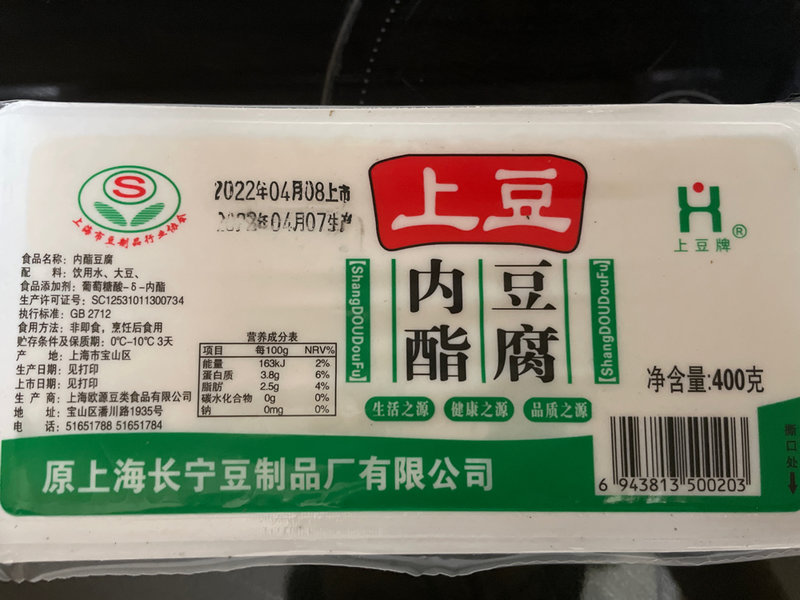 S
上海市豆制品行业协会
2022年04月08上市
2022年04月07生产
上豆
上豆牌®
【ShangDOUDouFu】
内酯
豆腐
【ShangDOUDouFu】
食品名称：内酯豆腐
配　　料：饮用水、大豆、
食品添加剂：葡萄糖酸-δ-内酯
生产许可证号：SC12531011300734
执行标准：GB 2712
食用方法：非即食，烹饪后食用
贮存条件及保质期：0℃-10℃ 3天
产　　地：上海市宝山区
生产日期：见打印
上市日期：见打印
生 产 商：上海欧源豆类食品有限公司
地　　址：宝山区潘川路1935号
电　　话：51651788 51651784
营养成分表
项目 每100g NRV%
能量 163kJ 2%
蛋白质 3.8g 6%
脂肪 2.5g 4%
碳水化合物 0g 0%
钠 0mg 0%
生活之源 健康之源 品质之源
净含量:400克
撕口处
6 943813 500203
原上海长宁豆制品厂有限公司